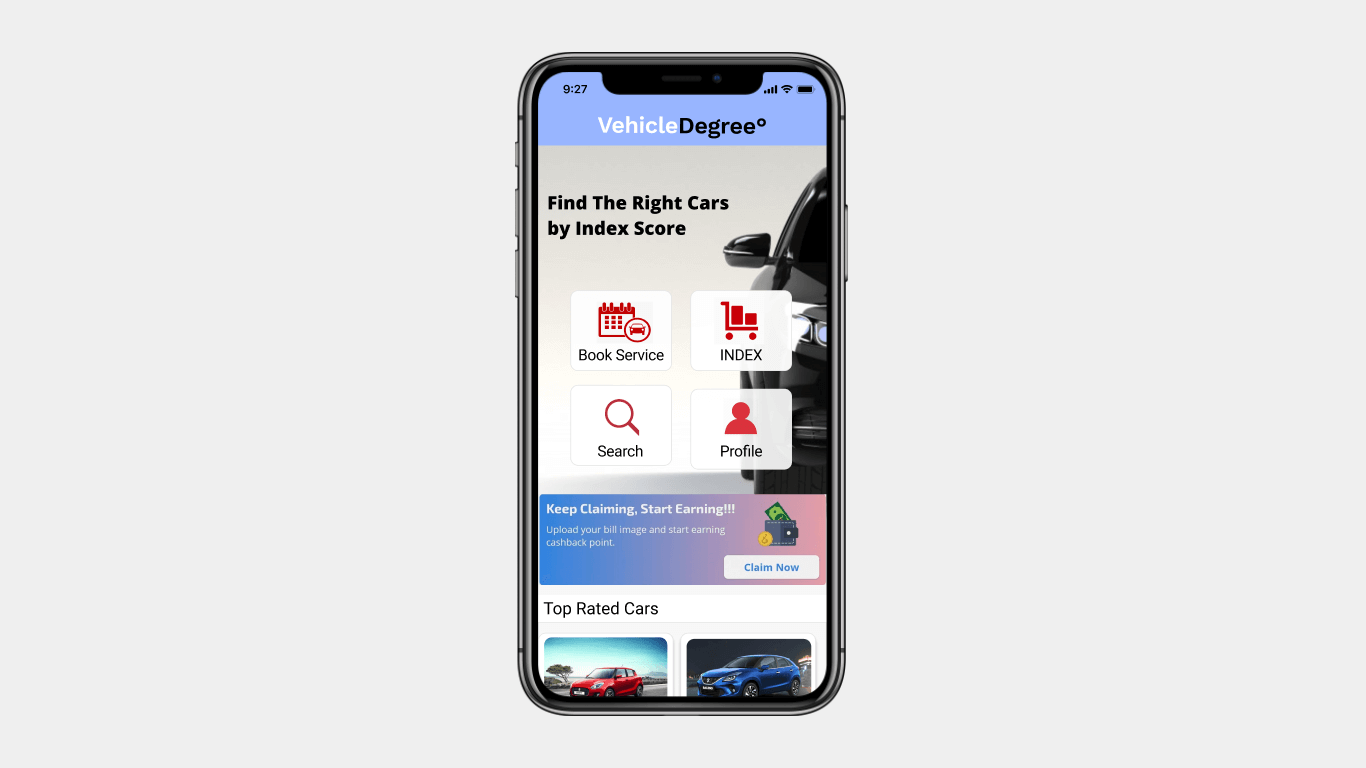 9:27
VehicleDegree°
Find The Right Cars
by Index Score
Book Service
INDEX
Search
Profile
Keep Claiming, Start Earning!!!
Upload your bill image and start earning
cashback point.
Claim Now
Top Rated Cars